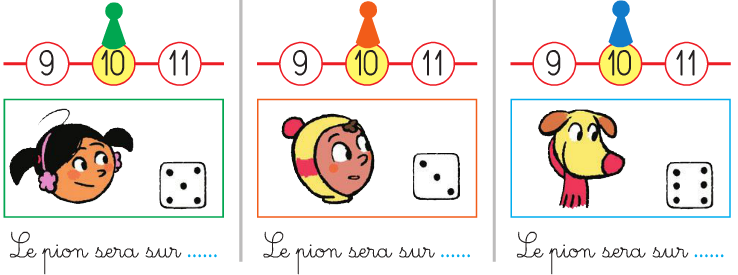 9 10 11
9 10 11
9 10 11
Le pion sera sur ......
Le pion sera sur ......
Le pion sera sur ......